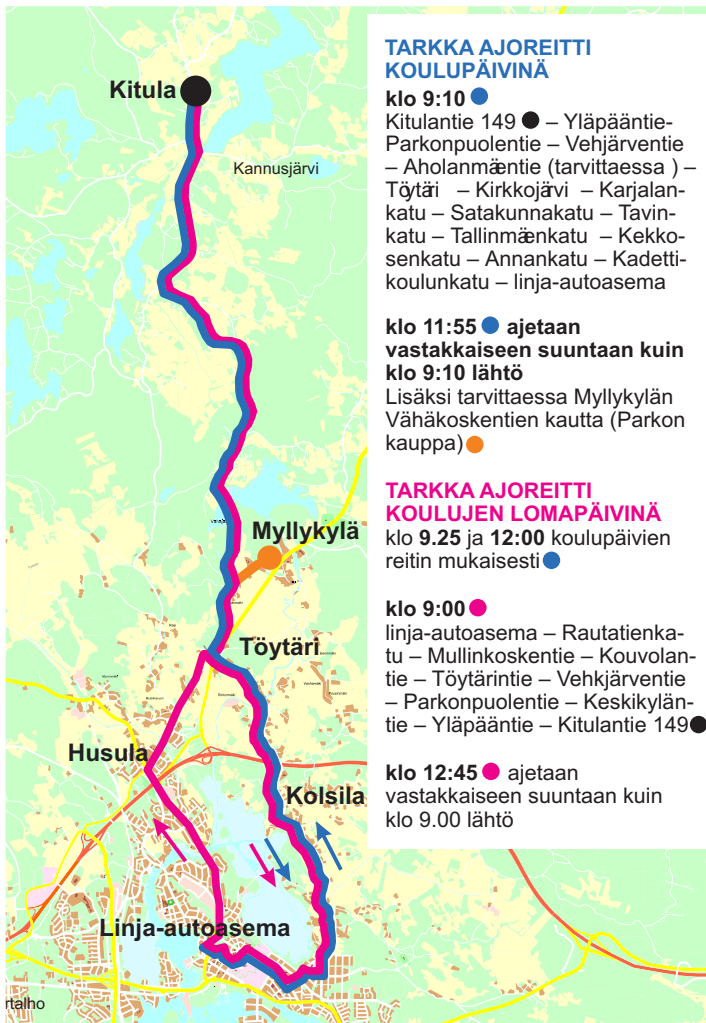 Kitula
Kannusjärvi
Myllykylä
Töytäri
Husula
Kolsila
Linja-autoasema
rtalho
TARKKA AJOREITTI
KOULUPÄIVINÄ
klo 9:10
Kitulantie 149 – Yläpääntie-
Parkonpuolentie – Vehjärventie
– Aholanmäentie (tarvittaessa ) –
Töytäri – Kirkkojärvi – Karjalan-
katu – Satakunnakatu – Tavin-
katu – Tallinmäenkatu – Kekko-
senkatu – Annankatu – Kadetti-
koulunkatu – linja-autoasema
klo 11:55 ajetaan
vastakkaiseen suuntaan kuin
klo 9:10 lähtö
Lisäksi tarvittaessa Myllykylän
Vähäkoskentien kautta (Parkon
kauppa)
TARKKA AJOREITTI
KOULUJEN LOMAPÄIVINÄ
klo 9.25 ja 12:00 koulupäivien
reitin mukaisesti
klo 9:00
linja-autoasema – Rautatienka-
tu – Mullinkoskentie – Kouvolan-
tie – Töytärintie – Vehkjärventie
– Parkonpuolentie – Keskikylän-
tie – Yläpääntie – Kitulantie 149
klo 12:45 ajetaan
vastakkaiseen suuntaan kuin
klo 9.00 lähtö